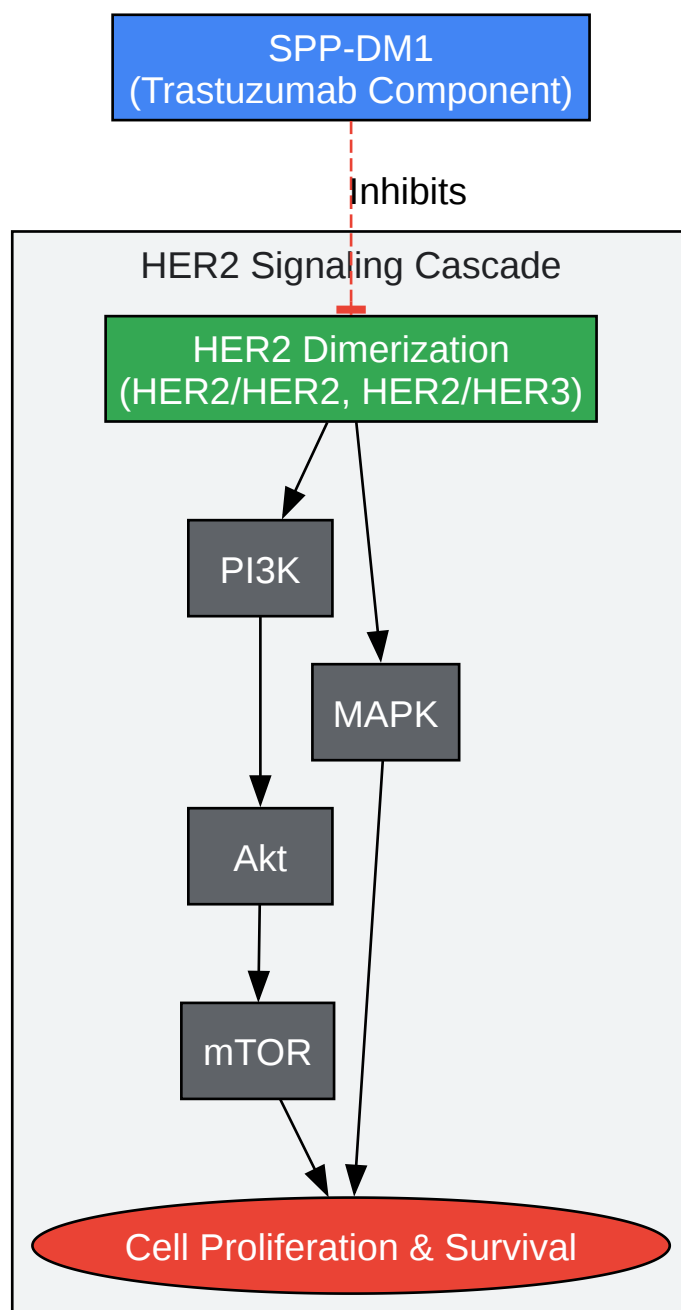 SPP-DM1
(Trastuzumab Component)
Inhibits
HER2 Signaling Cascade
HER2 Dimerization
(HER2/HER2, HER2/HER3)
PI3K
MAPK
Akt
mTOR
Cell Proliferation & Survival